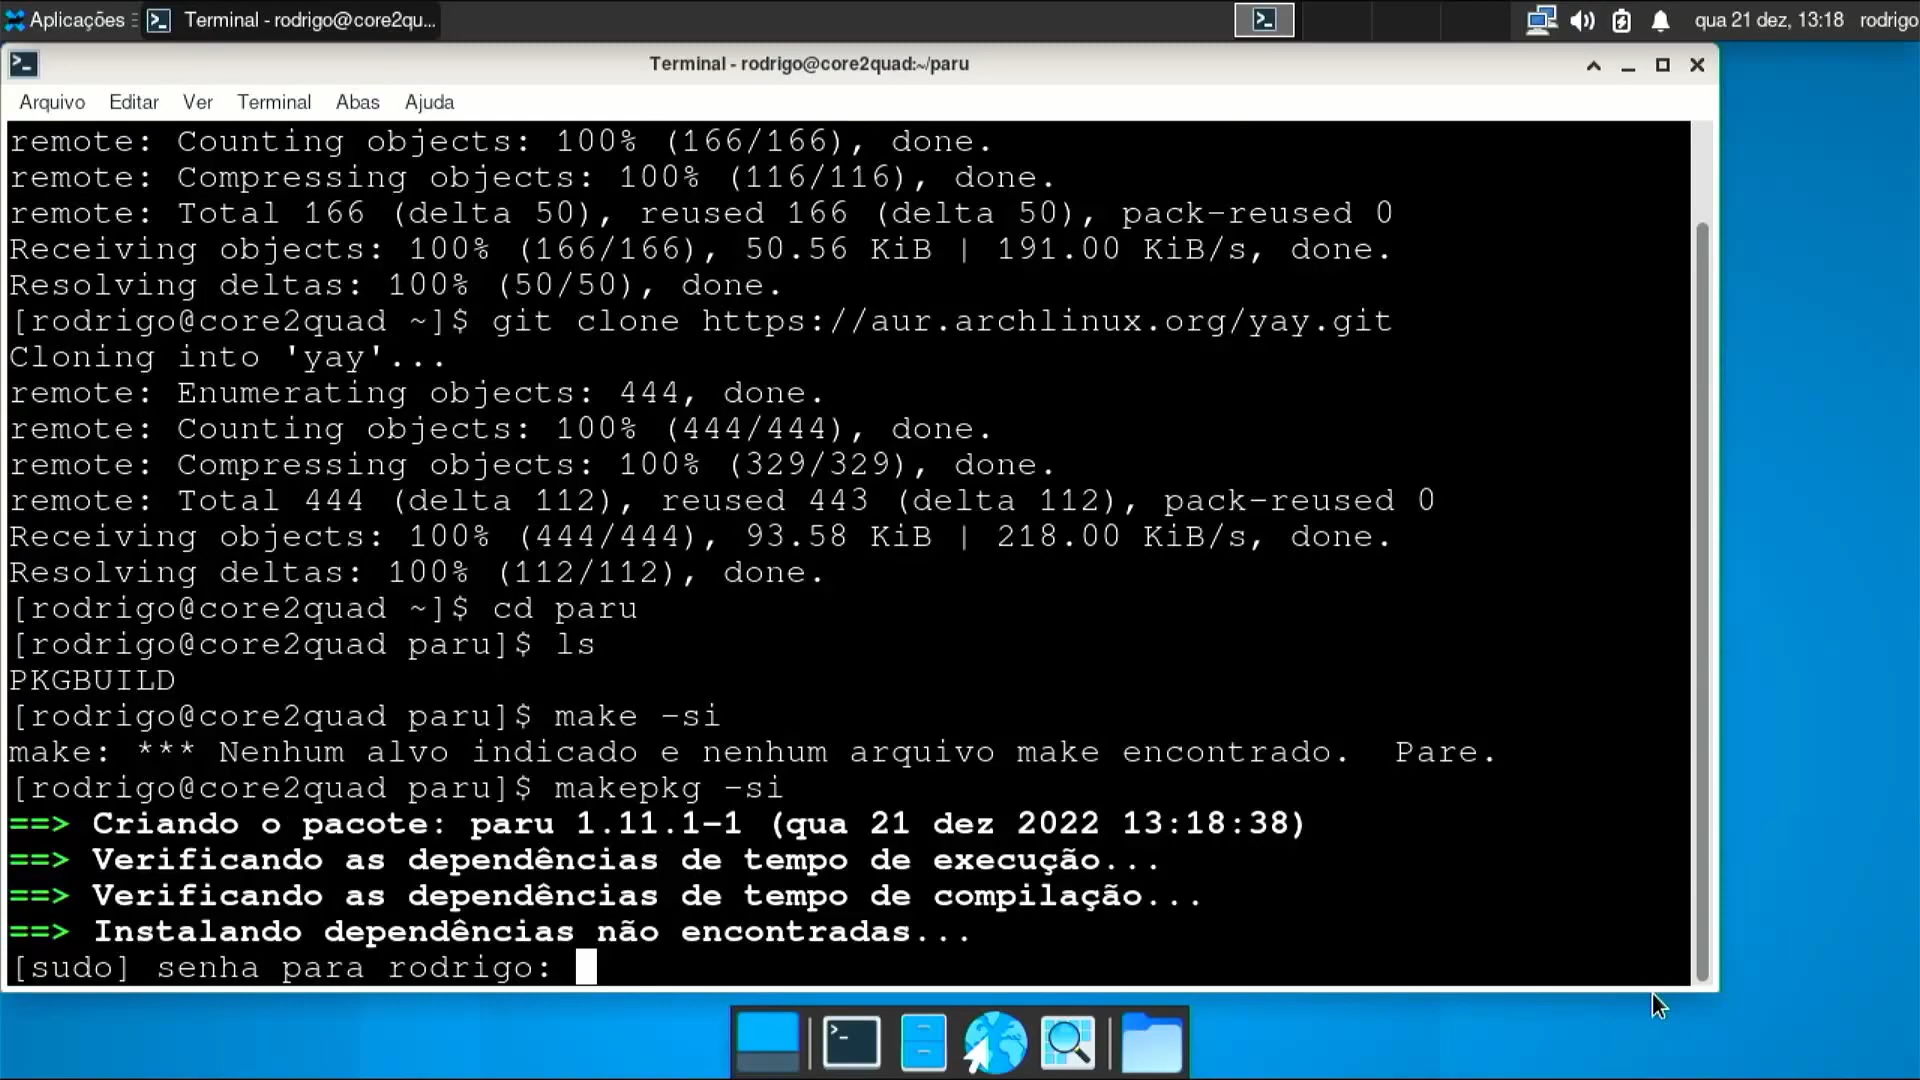 Aplicações
Terminal - rodrigo@core2qu...
qua 21 dez, 13:18
rodrigo
Terminal - rodrigo@core2quad:~/paru
Arquivo Editar Ver Terminal Abas Ajuda
remote: Counting objects: 100% (166/166), done.
remote: Compressing objects: 100% (116/116), done.
remote: Total 166 (delta 50), reused 166 (delta 50), pack-reused 0
Receiving objects: 100% (166/166), 50.56 KiB | 191.00 KiB/s, done.
Resolving deltas: 100% (50/50), done.
[rodrigo@core2quad ~]$ git clone https://aur.archlinux.org/yay.git
Cloning into 'yay'...
remote: Enumerating objects: 444, done.
remote: Counting objects: 100% (444/444), done.
remote: Compressing objects: 100% (329/329), done.
remote: Total 444 (delta 112), reused 443 (delta 112), pack-reused 0
Receiving objects: 100% (444/444), 93.58 KiB | 218.00 KiB/s, done.
Resolving deltas: 100% (112/112), done.
[rodrigo@core2quad ~]$ cd paru
[rodrigo@core2quad paru]$ ls
PKGBUILD
[rodrigo@core2quad paru]$ make -si
make: *** Nenhum alvo indicado e nenhum arquivo make encontrado.  Pare.
[rodrigo@core2quad paru]$ makepkg -si
==> Criando o pacote: paru 1.11.1-1 (qua 21 dez 2022 13:18:38)
==> Verificando as dependências de tempo de execução...
==> Verificando as dependências de tempo de compilação...
==> Instalando dependências não encontradas...
[sudo] senha para rodrigo: